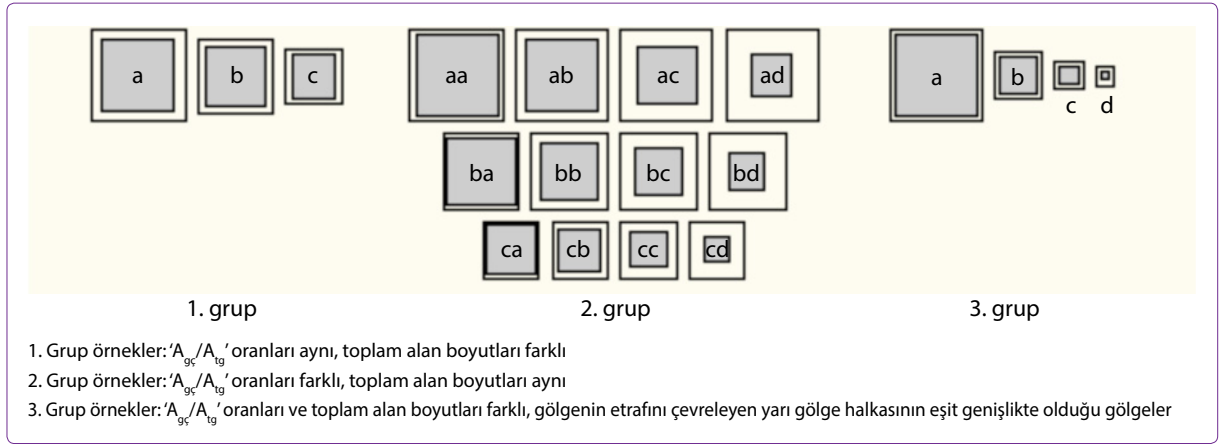 a b c aa ab ac ad a b
c d
ba bb bc bd
ca cb cc cd
1. grup 2. grup 3. grup
1. Grup örnekler: ‘Agç/Atg’ oranları aynı, toplam alan boyutları farklı
2. Grup örnekler: ‘Agç/Atg’ oranları farklı, toplam alan boyutları aynı
3. Grup örnekler: ‘Agç/Atg’ oranları ve toplam alan boyutları farklı, gölgenin etrafını çevreleyen yarı gölge halkasının eşit genişlikte olduğu gölgeler